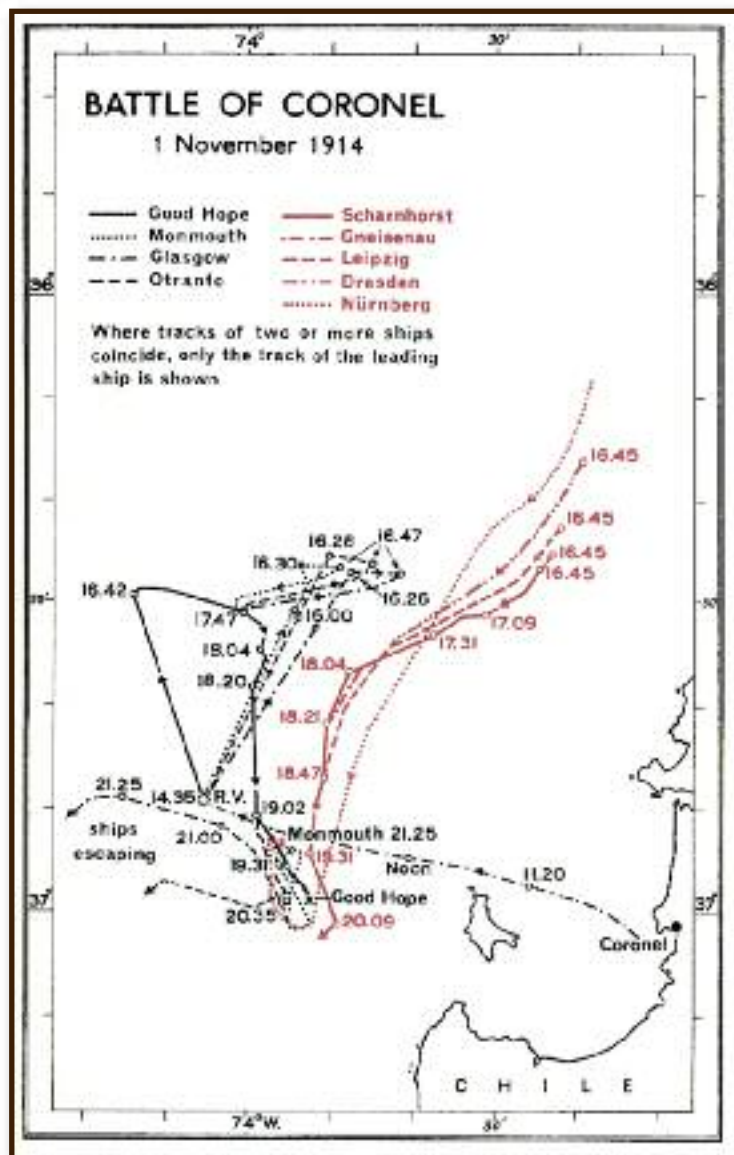 74° 30'
BATTLE OF CORONEL
1 November 1914
Good Hope Scharnhorst
Monmouth Gneisenau
Glasgow Leipzig
Otranto Dresden
Nürnberg
Where tracks of two or more ships
coincide, only the track of the leading
ship is shown
36°
36°
16.45
16.45
16.45
16.45
16.28
16.47
16.30
16.26
16.42
16.00
17.47
17.09
17.31
18.04
18.04
18.20
18.21
18.47
21.25
14.35 R.V.
19.02
21.00
ships
escaping
Monmouth 21.25
19.31
19.31
Noon
11.20
Good Hope
37°
37°
20.35
20.09
Coronel
CHILE
74°W.
30'